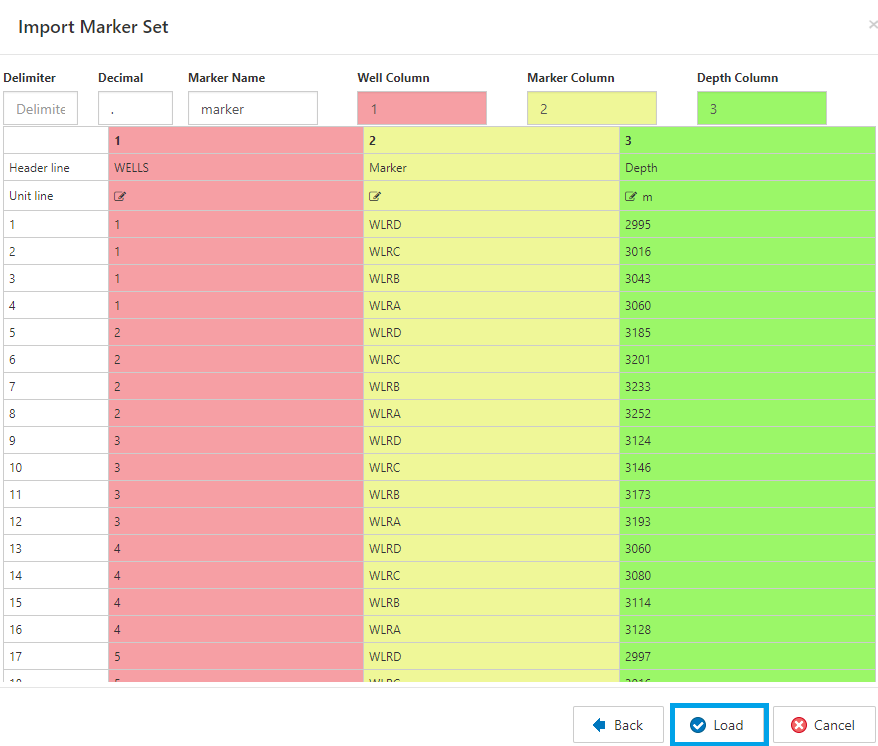 Import Marker Set
×
Delimiter Decimal Marker Name Well Column Marker Column Depth Column
Delimite . marker 1 2 3
1 2 3
Header line WELLS Marker Depth
Unit line m
1 1 WLRD 2995
2 1 WLRC 3016
3 1 WLRB 3043
4 1 WLRA 3060
5 2 WLRD 3185
6 2 WLRC 3201
7 2 WLRB 3233
8 2 WLRA 3252
9 3 WLRD 3124
10 3 WLRC 3146
11 3 WLRB 3173
12 3 WLRA 3193
13 4 WLRD 3060
14 4 WLRC 3080
15 4 WLRB 3114
16 4 WLRA 3128
17 5 WLRD 2997
Back Load Cancel